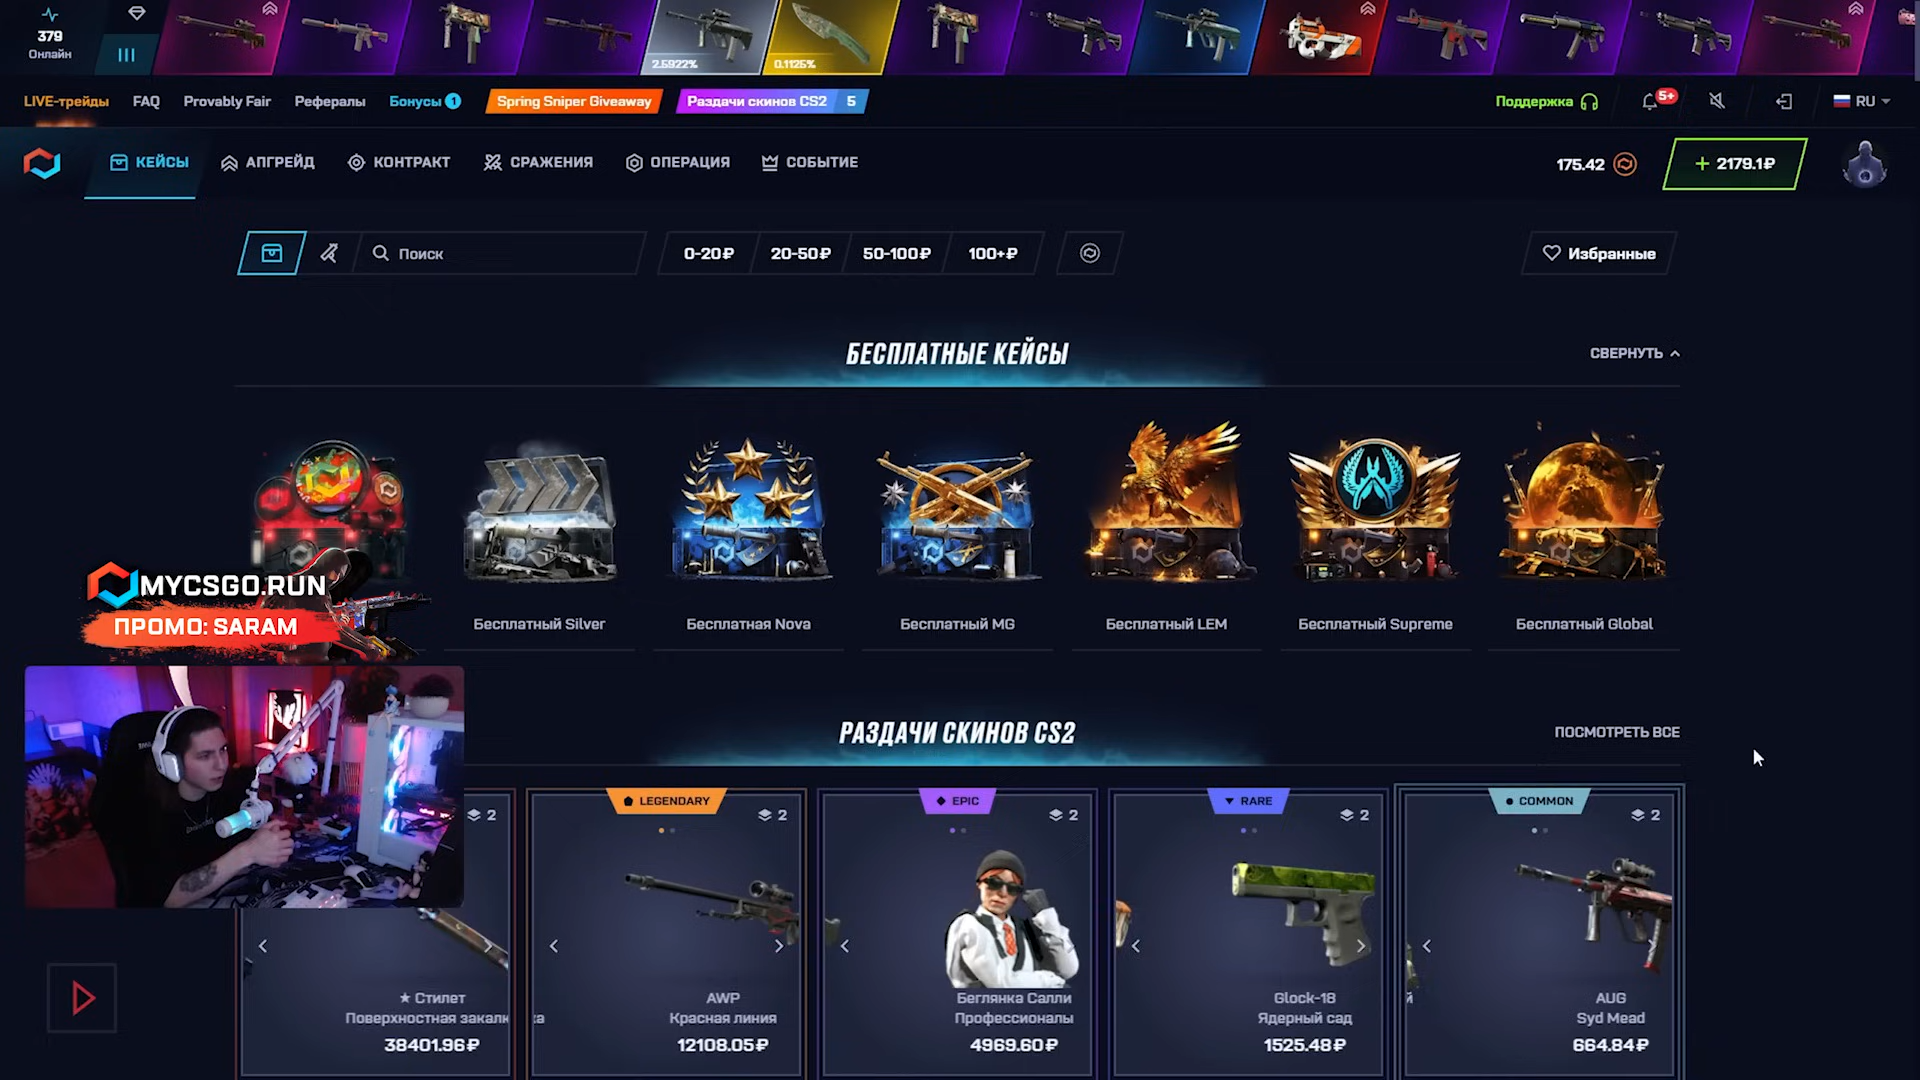 379
Онлайн
2.5922%
0.1125%
LIVE-трейды
FAQ
Provably Fair
Рефералы
Бонусы 1
Spring Sniper Giveaway
Раздачи скинов CS2 5
Поддержка
5+
RU
КЕЙСЫ
АПГРЕЙД
КОНТРАКТ
СРАЖЕНИЯ
ОПЕРАЦИЯ
СОБЫТИЕ
175.42
+ 2179.1₽
Поиск
0-20₽
20-50₽
50-100₽
100+₽
Избранные
БЕСПЛАТНЫЕ КЕЙСЫ
СВЕРНУТЬ
MYCSGO.RUN
ПРОМО: SARAM
Бесплатный Silver
Бесплатная Nova
Бесплатный MG
Бесплатный LEM
Бесплатный Supreme
Бесплатный Global
РАЗДАЧИ СКИНОВ CS2
ПОСМОТРЕТЬ ВСЕ
2
LEGENDARY
2
EPIC
2
RARE
2
COMMON
2
★ Стилет
Поверхностная закалк
38401.96₽
ка
AWP
Красная линия
12108.05₽
Беглянка Салли
Профессионалы
4969.60₽
Glock-18
Ядерный сад
1525.48₽
й
AUG
Syd Mead
664.84₽